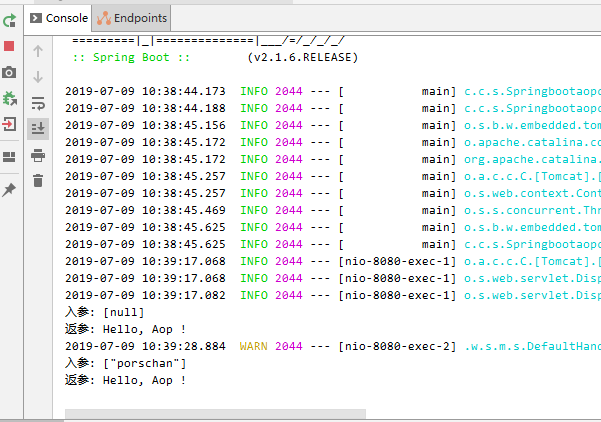 Console Endpoints
=========|_|==============|___/=/_/_/_/
:: Spring Boot ::        (v2.1.6.RELEASE)
2019-07-09 10:38:44.173  INFO 2044 --- [           main] c.c.s.Springbootaopc
2019-07-09 10:38:44.188  INFO 2044 --- [           main] c.c.s.Springbootaopc
2019-07-09 10:38:45.156  INFO 2044 --- [           main] o.s.b.w.embedded.tom
2019-07-09 10:38:45.172  INFO 2044 --- [           main] o.apache.catalina.co
2019-07-09 10:38:45.172  INFO 2044 --- [           main] org.apache.catalina.
2019-07-09 10:38:45.257  INFO 2044 --- [           main] o.a.c.c.C.[Tomcat].[
2019-07-09 10:38:45.257  INFO 2044 --- [           main] o.s.web.context.Cont
2019-07-09 10:38:45.469  INFO 2044 --- [           main] o.s.s.concurrent.Thr
2019-07-09 10:38:45.625  INFO 2044 --- [           main] o.s.b.w.embedded.tom
2019-07-09 10:38:45.625  INFO 2044 --- [           main] c.c.s.Springbootaopc
2019-07-09 10:39:17.068  INFO 2044 --- [nio-8080-exec-1] o.a.c.c.C.[Tomcat].[
2019-07-09 10:39:17.068  INFO 2044 --- [nio-8080-exec-1] o.s.web.servlet.Disp
2019-07-09 10:39:17.082  INFO 2044 --- [nio-8080-exec-1] o.s.web.servlet.Disp
入参: [null]
返参: Hello, Aop !
2019-07-09 10:39:28.884  WARN 2044 --- [nio-8080-exec-2] .w.s.m.s.DefaultHand
入参: ["porschan"]
返参: Hello, Aop !